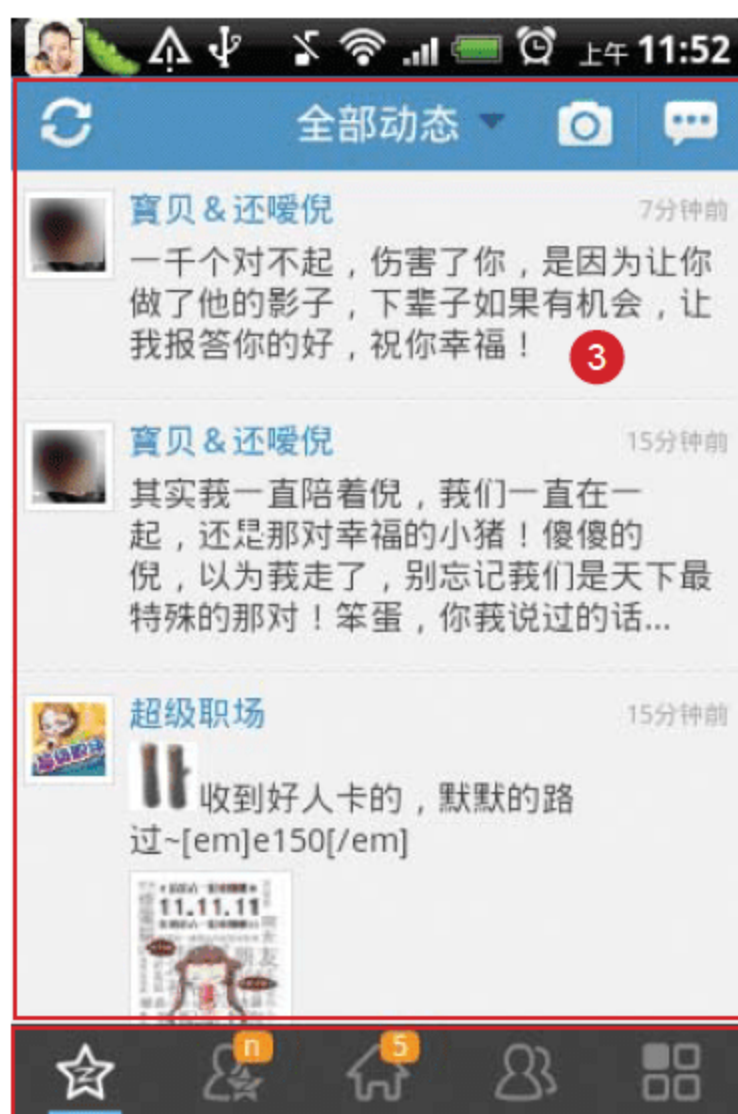 上午 11:52
全部动态
寳贝＆还嗳倪
7分钟前
一千个对不起，伤害了你，是因为让你
做了他的影子，下辈子如果有机会，让
我报答你的好，祝你幸福！
3
寳贝＆还嗳倪
15分钟前
其实莪一直陪着倪，莪们一直在一
起，还是那对幸福的小猪！傻傻的
倪，以为莪走了，别忘记莪们是天下最
特殊的那对！笨蛋，你莪说过的话...
超级职场
15分钟前
收到好人卡的，默默的路
过~[em]e150[/em]
11.11.11
n
5